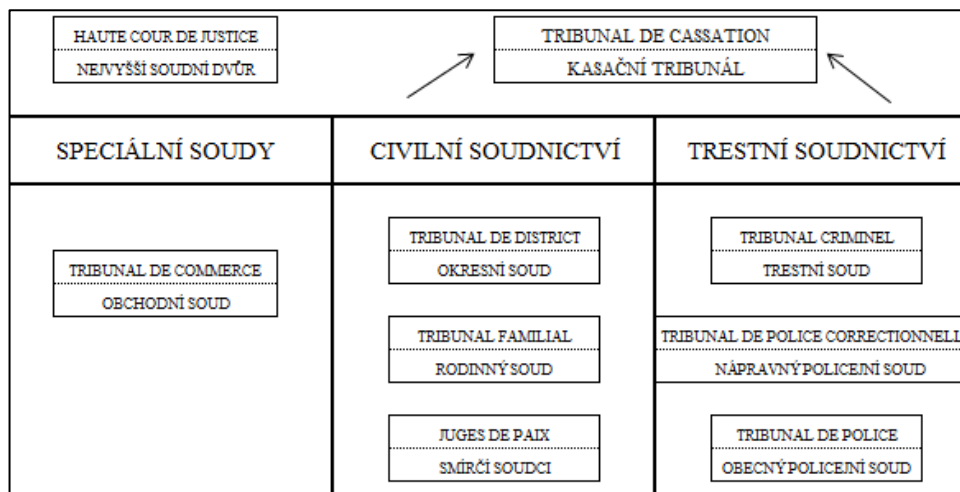 HAUTE COUR DE JUSTICE
NEJVYŠŠÍ SOUDNÍ DVŮR
TRIBUNAL DE CASSATION
KASAČNÍ TRIBUNÁL
SPECIÁLNÍ SOUDY
CIVILNÍ SOUDNICTVÍ
TRESTNÍ SOUDNICTVÍ
TRIBUNAL DE COMMERCE
OBCHODNÍ SOUD
TRIBUNAL DE DISTRICT
OKRESNÍ SOUD
TRIBUNAL FAMILIAL
RODINNÝ SOUD
JUGES DE PAIX
SMÍRČÍ SOUDCI
TRIBUNAL CRIMINEL
TRESTNÍ SOUD
TRIBUNAL DE POLICE CORRECTIONNELL
NÁPRAVNÝ POLICEJNÍ SOUD
TRIBUNAL DE POLICE
OBECNÝ POLICEJNÍ SOUD